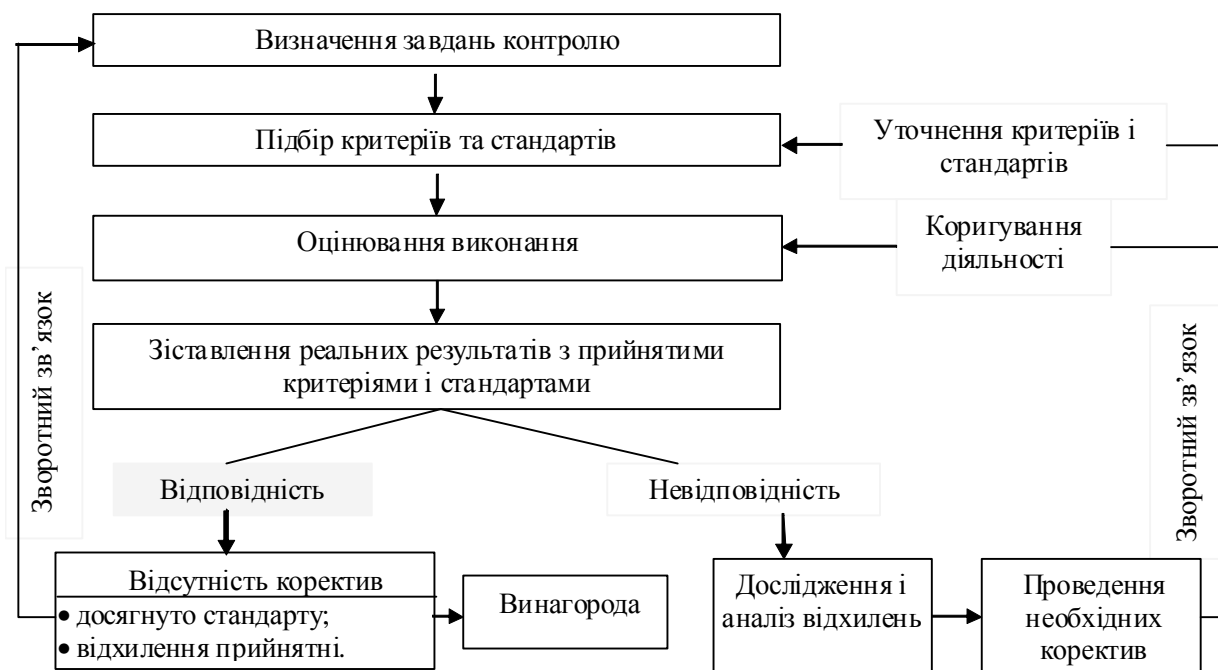 Визначення завдань контролю
Підбір критеріїв та стандартів
Уточнення критеріїв і
стандартів
Оцінювання виконання
Коригування
діяльності
Зіставлення реальних результатів з прийнятими
критеріями і стандартами
Зворотний зв’язок
Зворотний зв’язок
Відповідність
Невідповідність
Відсутність коректив
• досягнуто стандарту;
• відхилення прийнятні.
Винагорода
Дослідження і
аналіз відхилень
Проведення
необхідних
коректив